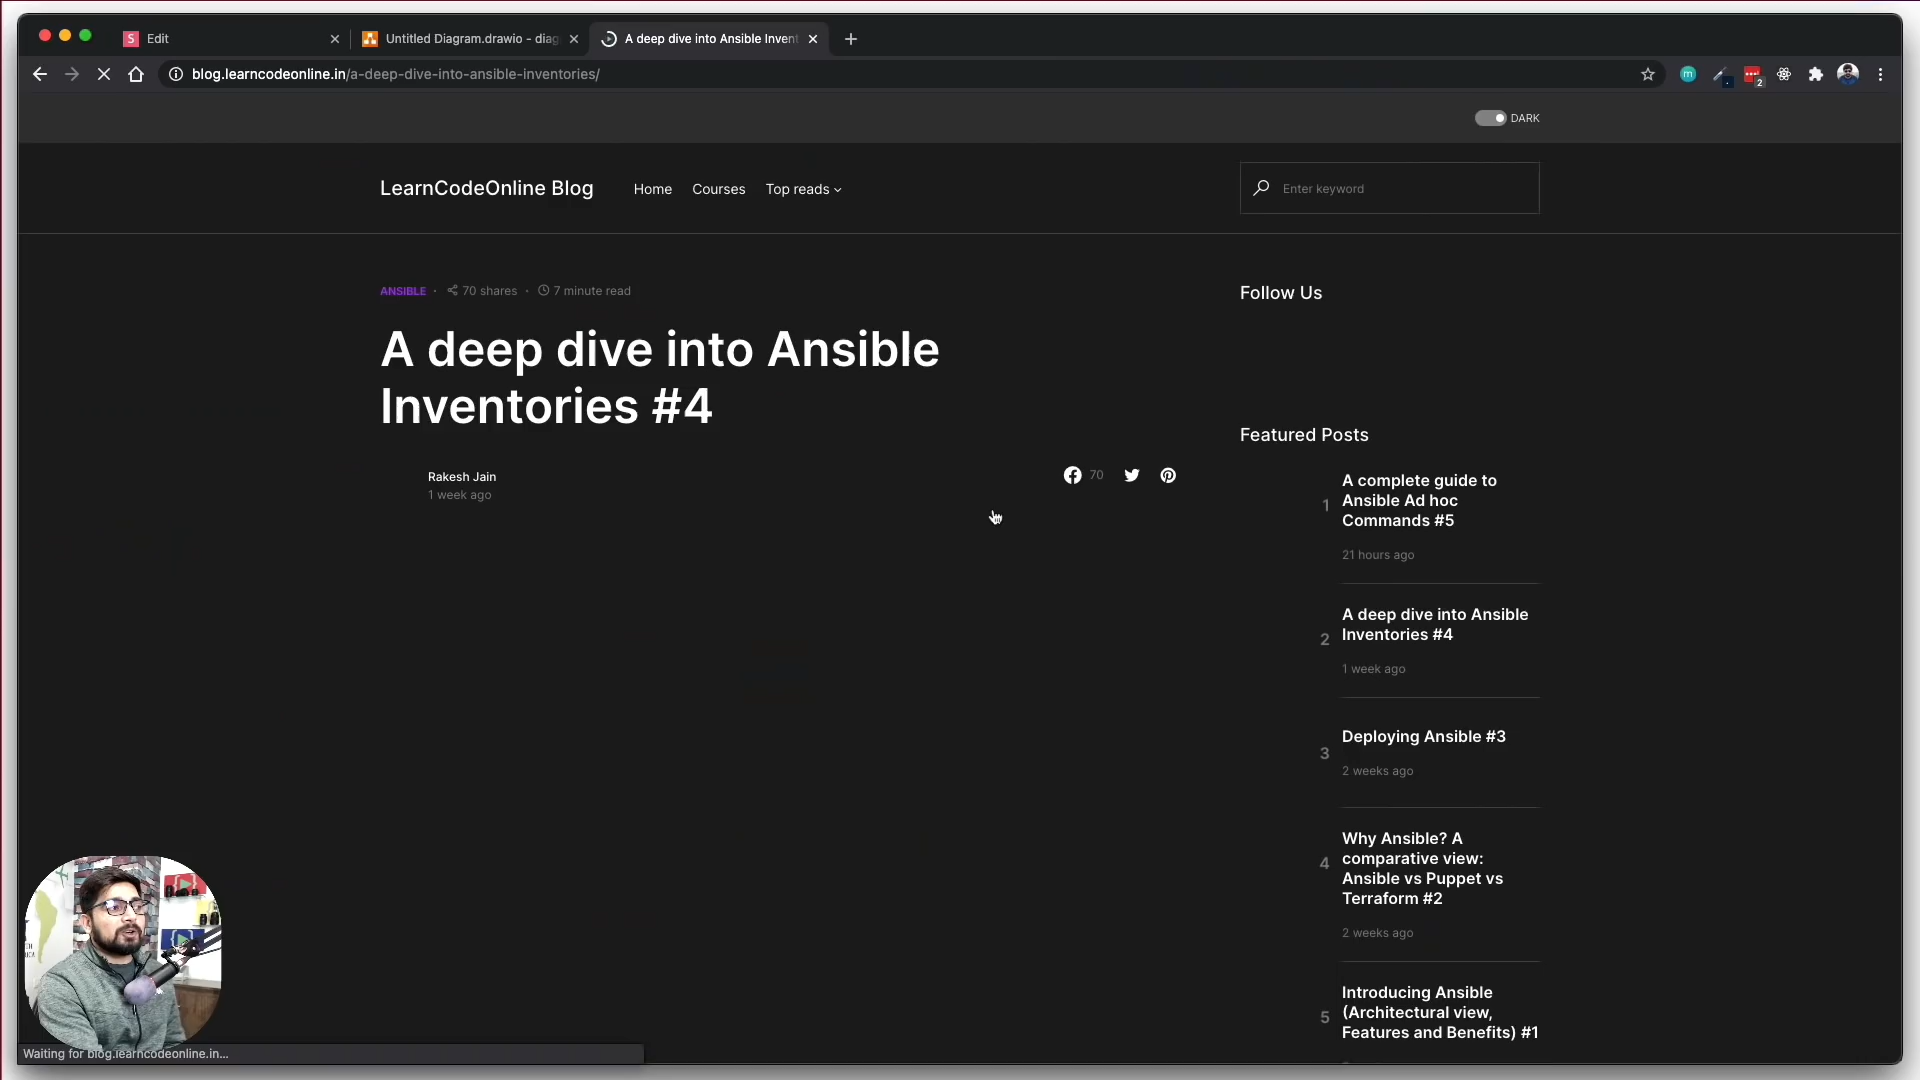 Edit
Untitled Diagram.drawio - diag
A deep dive into Ansible Invent
blog.learncodeonline.in/a-deep-dive-into-ansible-inventories/
2
DARK
LearnCodeOnline Blog
Home
Courses
Top reads
Enter keyword
ANSIBLE
70 shares
7 minute read
A deep dive into Ansible
Inventories #4
Rakesh Jain
1 week ago
70
Follow Us
Featured Posts
1
A complete guide to
Ansible Ad hoc
Commands #5
21 hours ago
2
A deep dive into Ansible
Inventories #4
1 week ago
3
Deploying Ansible #3
2 weeks ago
4
Why Ansible? A
comparative view:
Ansible vs Puppet vs
Terraform #2
2 weeks ago
5
Introducing Ansible
(Architectural view,
Features and Benefits) #1
Waiting for blog.learncodeonline.in...